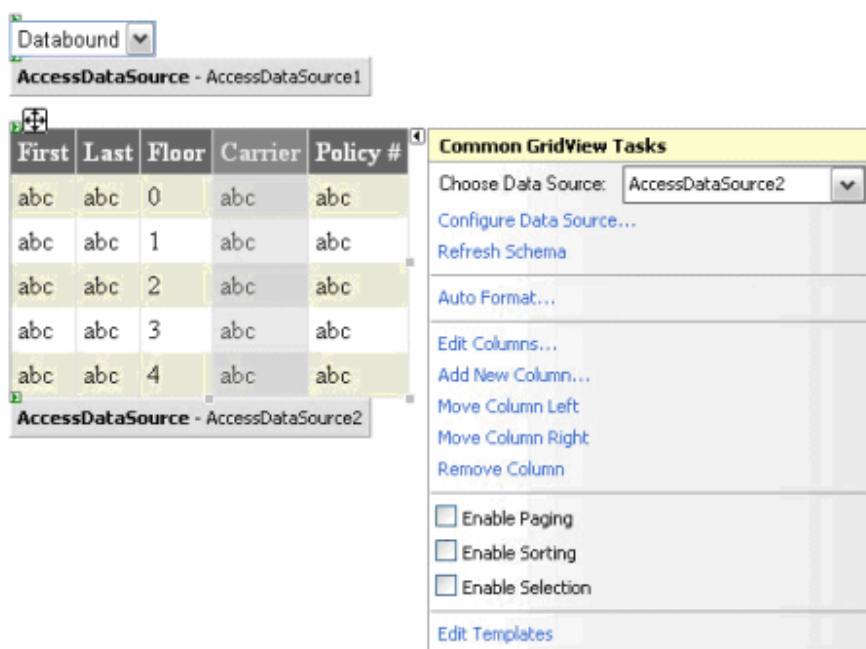 Databound
AccessDataSource - AccessDataSource1
First Last Floor Carrier Policy #
abc abc 0 abc abc
abc abc 1 abc abc
abc abc 2 abc abc
abc abc 3 abc abc
abc abc 4 abc abc
AccessDataSource - AccessDataSource2
Common GridView Tasks
Choose Data Source: AccessDataSource2
Configure Data Source...
Refresh Schema
Auto Format...
Edit Columns...
Add New Column...
Move Column Left
Move Column Right
Remove Column
Enable Paging
Enable Sorting
Enable Selection
Edit Templates